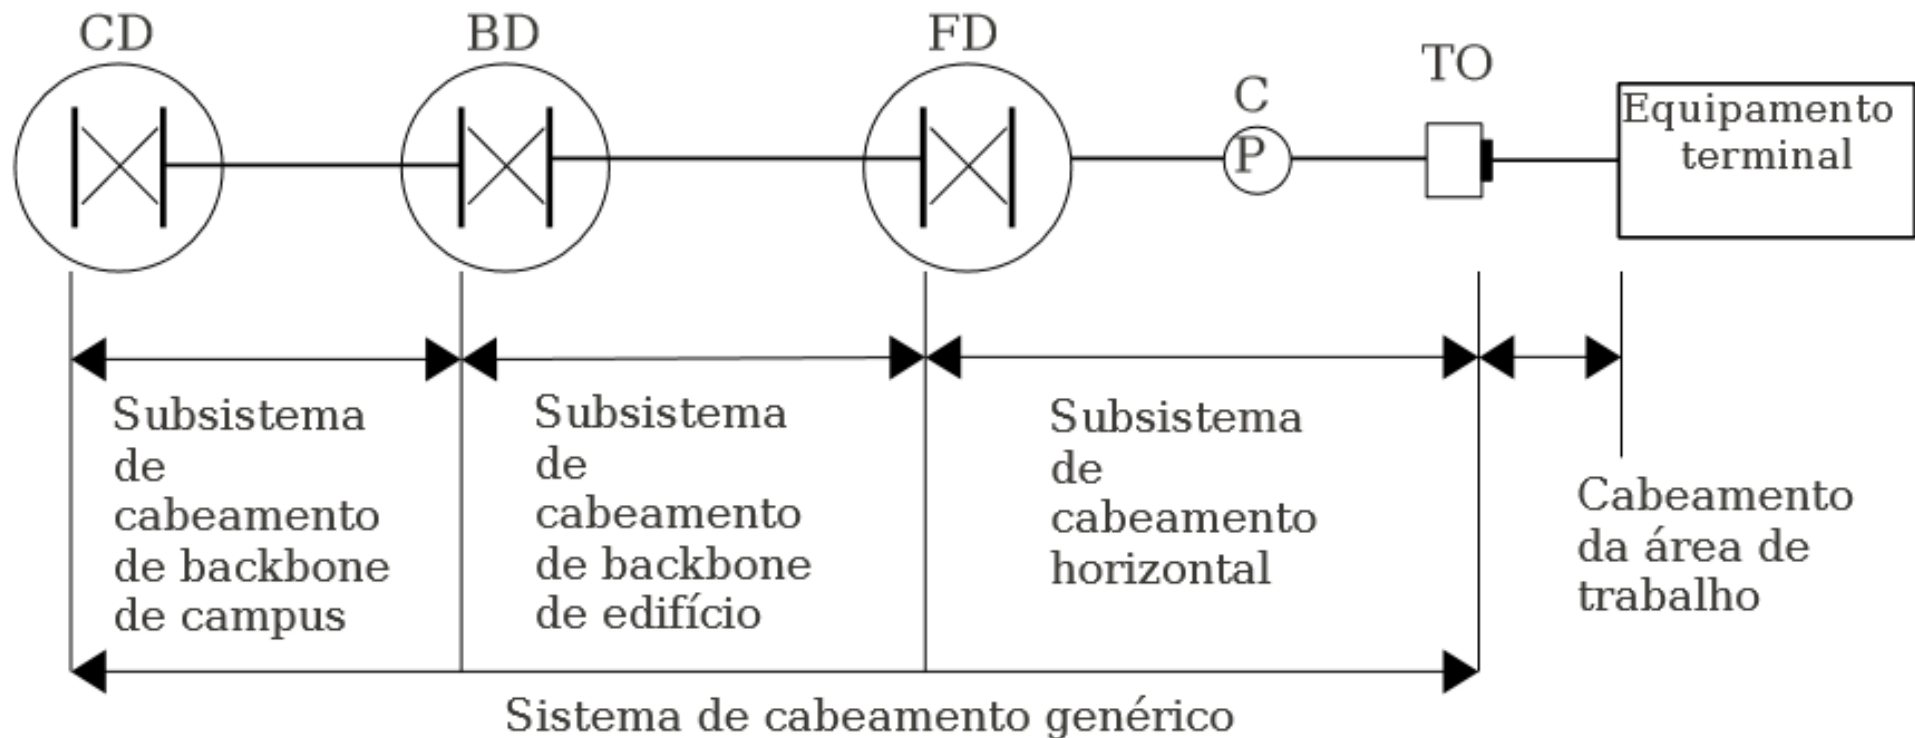 CD
BD
FD
C
P
TO
Equipamento
terminal
Subsistema
de
cabeamento
de backbone
de campus
Subsistema
de
cabeamento
de backbone
de edifício
Subsistema
de
cabeamento
horizontal
Cabeamento
da área de
trabalho
Sistema de cabeamento genérico